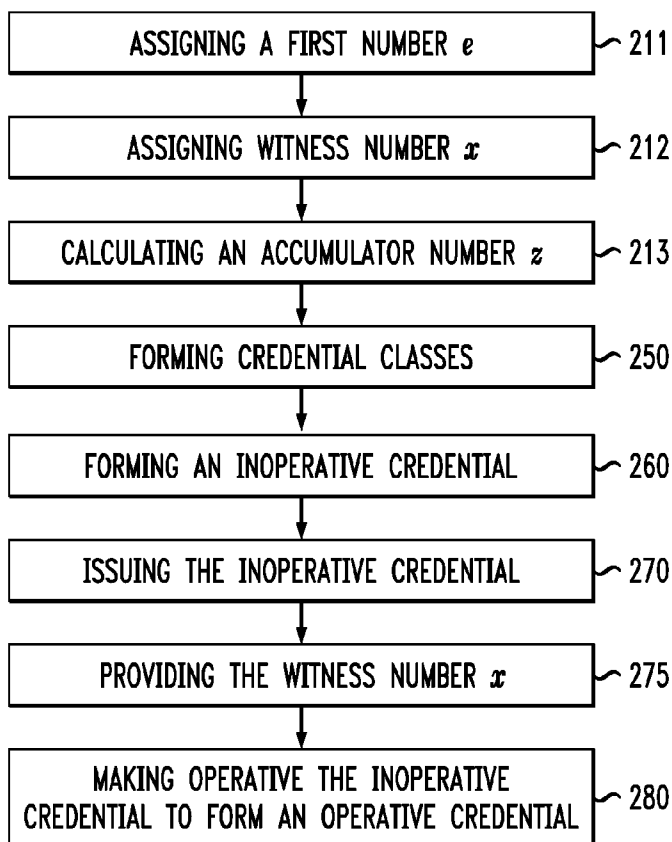 ASSIGNING A FIRST NUMBER e 211
ASSIGNING WITNESS NUMBER x 212
CALCULATING AN ACCUMULATOR NUMBER z 213
FORMING CREDENTIAL CLASSES 250
FORMING AN INOPERATIVE CREDENTIAL 260
ISSUING THE INOPERATIVE CREDENTIAL 270
PROVIDING THE WITNESS NUMBER x 275
MAKING OPERATIVE THE INOPERATIVE
CREDENTIAL TO FORM AN OPERATIVE CREDENTIAL 280